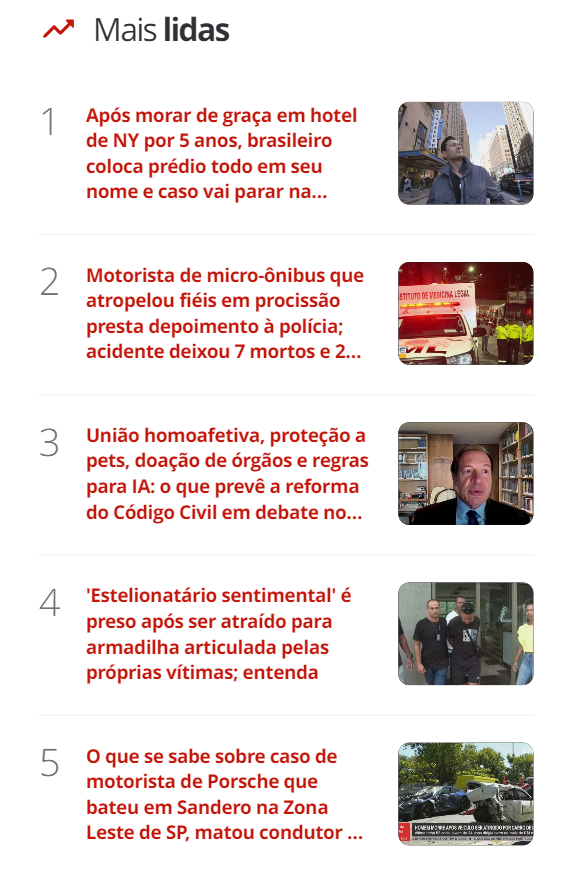 Mais lidas
1
Após morar de graça em hotel
de NY por 5 anos, brasileiro
coloca prédio todo em seu
nome e caso vai parar na...
2
Motorista de micro-ônibus que
atropelou fiéis em procissão
presta depoimento à polícia;
acidente deixou 7 mortos e 2...
STITUTO DE MEDICINA LEGAL
3
União homoafetiva, proteção a
pets, doação de órgãos e regras
para IA: o que prevê a reforma
do Código Civil em debate no...
4
'Estelionatário sentimental' é
preso após ser atraído para
armadilha articulada pelas
próprias vítimas; entenda
5
O que se sabe sobre caso de
motorista de Porsche que
bateu em Sandero na Zona
Leste de SP, matou condutor ...
HOMEM MORRE APÓS VEÍCULO SER ATINGIDO POR CARRO DE